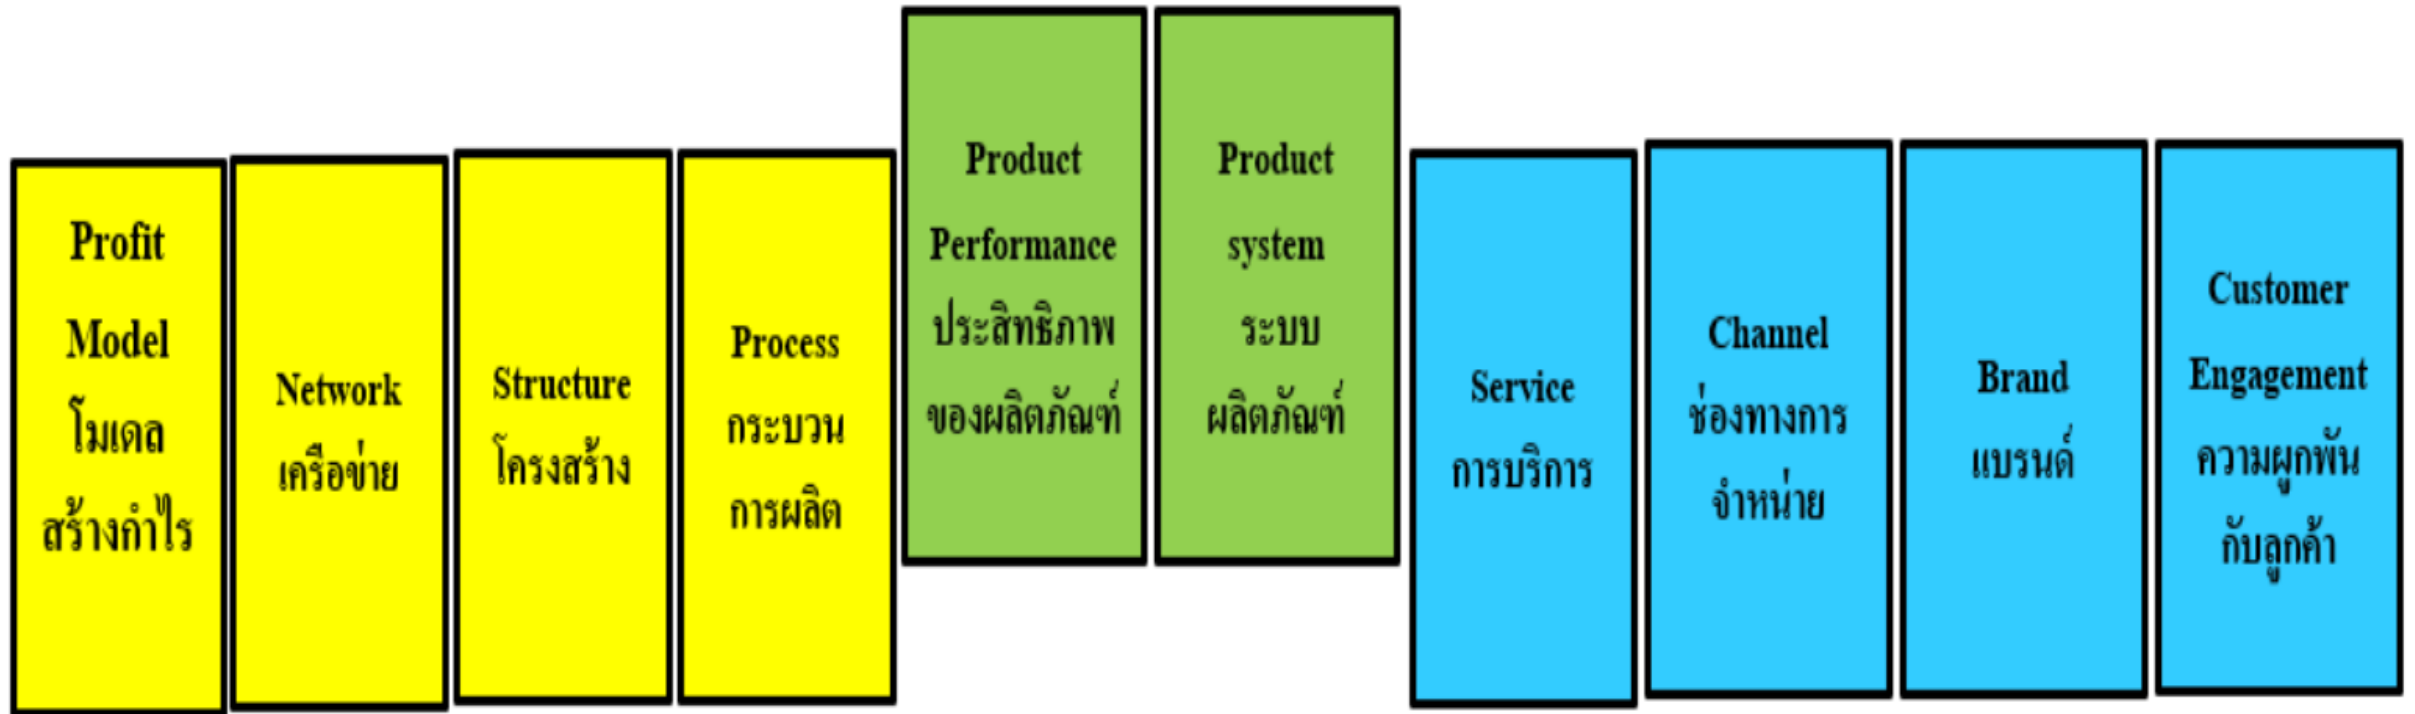 Profit
Model
โมเดล
สร้างกำไร
Network
เครือข่าย
Structure
โครงสร้าง
Process
กระบวน
การผลิต
Product
Performance
ประสิทธิภาพ
ของผลิตภัณฑ์
Product
system
ระบบ
ผลิตภัณฑ์
Service
การบริการ
Channel
ช่องทางการ
จำหน่าย
Brand
แบรนด์
Customer
Engagement
ความผูกพัน
กับลูกค้า